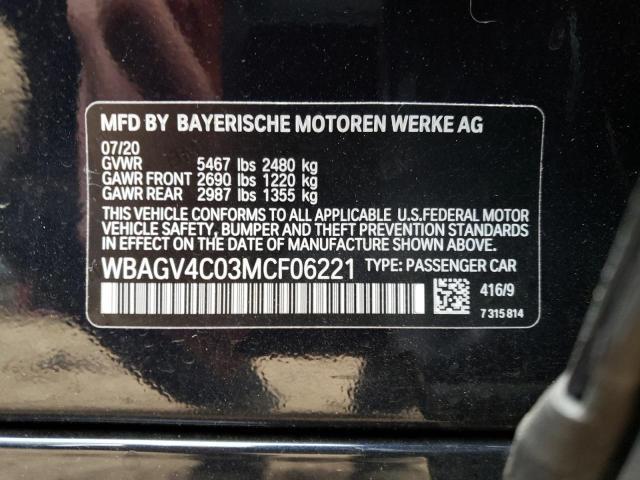 MFD BY BAYERISCHE MOTOREN WERKE AG
07/20
GVWR 5467 lbs 2480 kg
GAWR FRONT 2690 lbs 1220 kg
GAWR REAR 2987 lbs 1355 kg
THIS VEHICLE CONFORMS TO ALL APPLICABLE U.S.FEDERAL MOTOR
VEHICLE SAFETY, BUMPER AND THEFT PREVENTION STANDARDS
IN EFFECT ON THE DATE OF MANUFACTURE SHOWN ABOVE.
WBAGV4C03MCF06221 TYPE: PASSENGER CAR
416/9
7 315 814